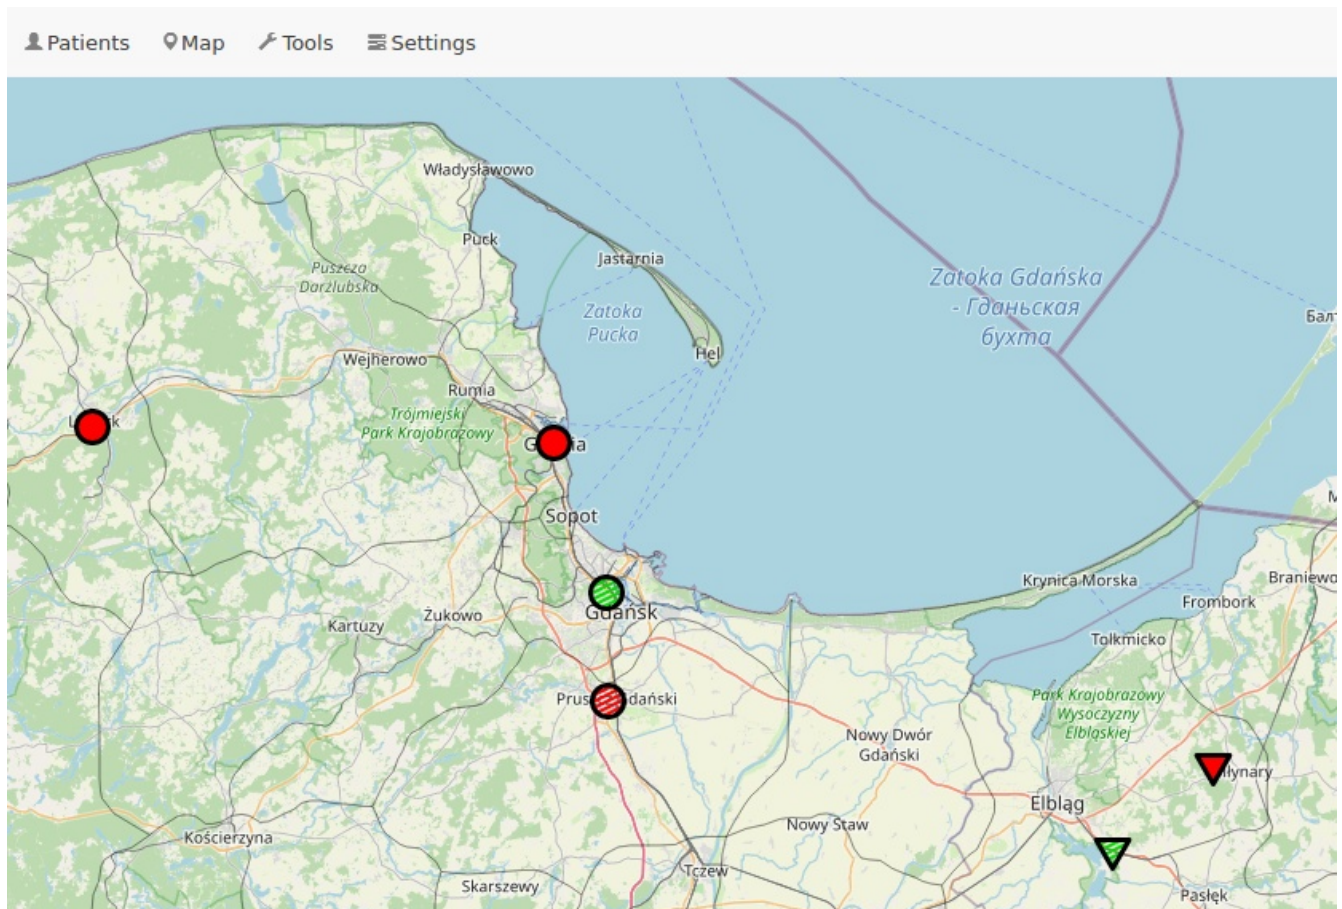 Patients Map Tools Settings
Władysławowo
Puck
Jastarnia
Puszcza
Darżlubska
Zatoka Gdańska
- Гданьская
бухта
Zatoka
Pucka
Hel
Wejherowo
Rumia
Trójmiejski
Park Krajobrazowy
Sopot
Krynica Morska
Frombork
Żukowo
Gdańsk
Kartuzy
Tolkmicko
Park Krajobrazowy
Wysoczyzny
Elbląskiej
Nowy Dwór
Gdański
Elbląg
Nowy Staw
Kościerzyna
Tczew
Skarszewy
Pasłęk